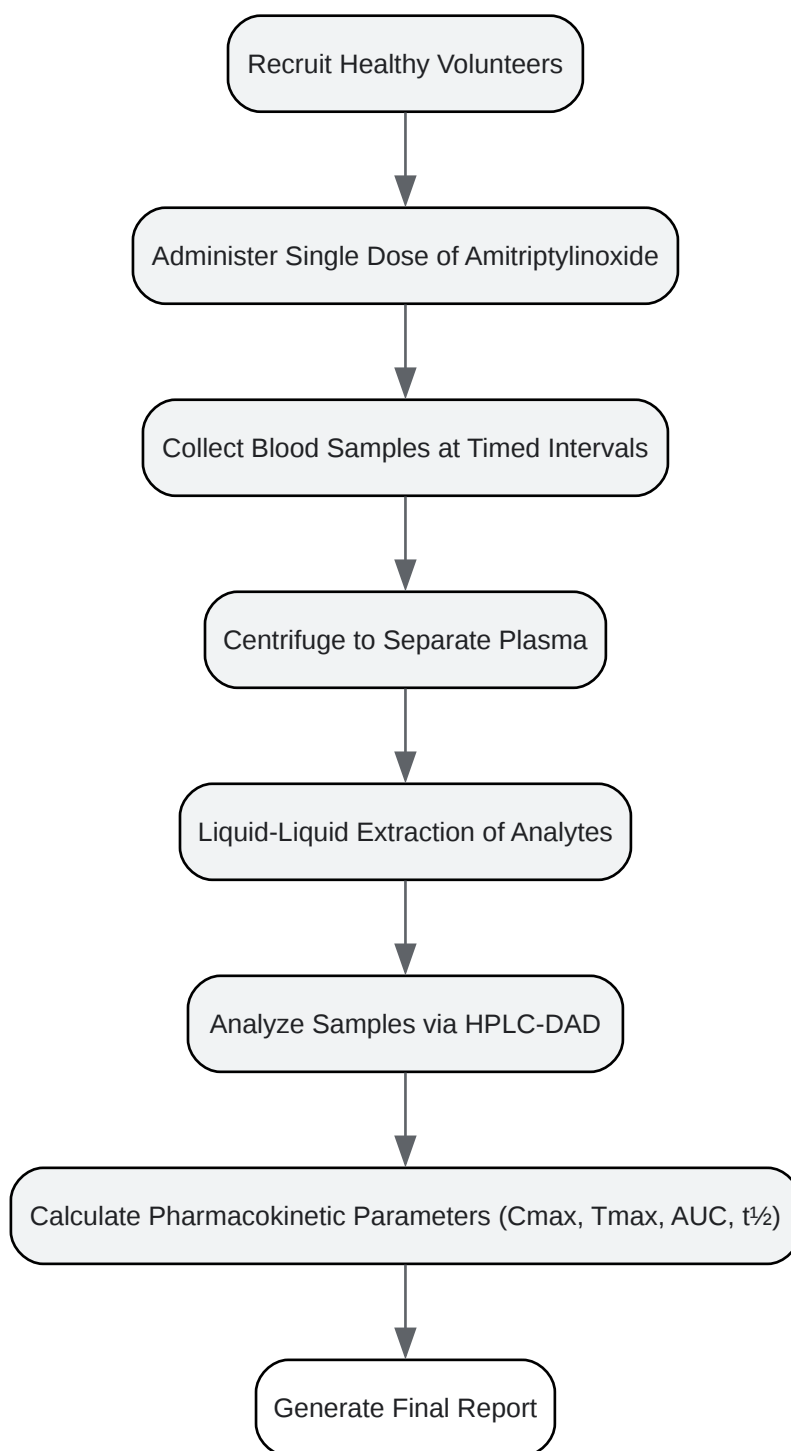 Recruit Healthy Volunteers
Administer Single Dose of Amitriptylinoxide
Collect Blood Samples at Timed Intervals
Centrifuge to Separate Plasma
Liquid-Liquid Extraction of Analytes
Analyze Samples via HPLC-DAD
Calculate Pharmacokinetic Parameters (Cmax, Tmax, AUC, t½)
Generate Final Report